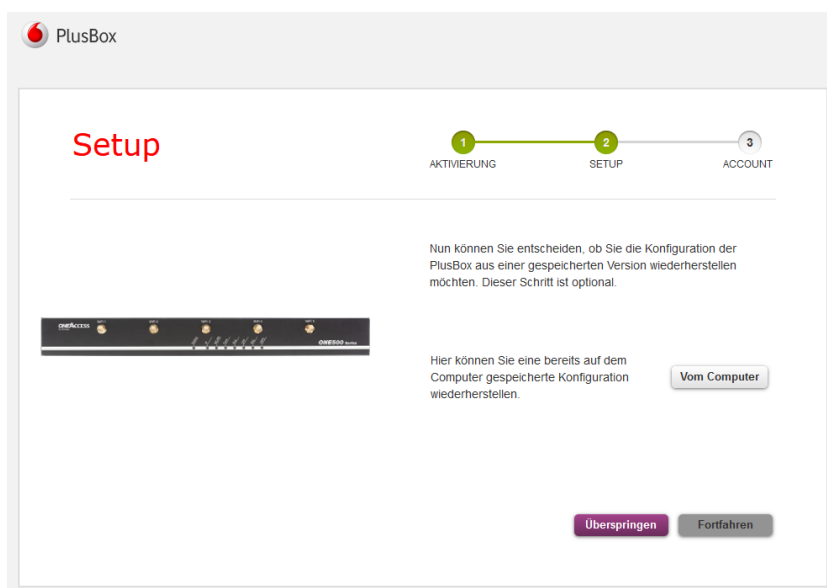 PlusBox
Setup
1
2
3
AKTIVIERUNG
SETUP
ACCOUNT
Nun können Sie entscheiden, ob Sie die Konfiguration der
PlusBox aus einer gespeicherten Version wiederherstellen
möchten. Dieser Schritt ist optional.
ONEACCESS
ONE500 Series
Hier können Sie eine bereits auf dem
Computer gespeicherte Konfiguration
wiederherstellen.
Vom Computer
Überspringen
Fortfahren